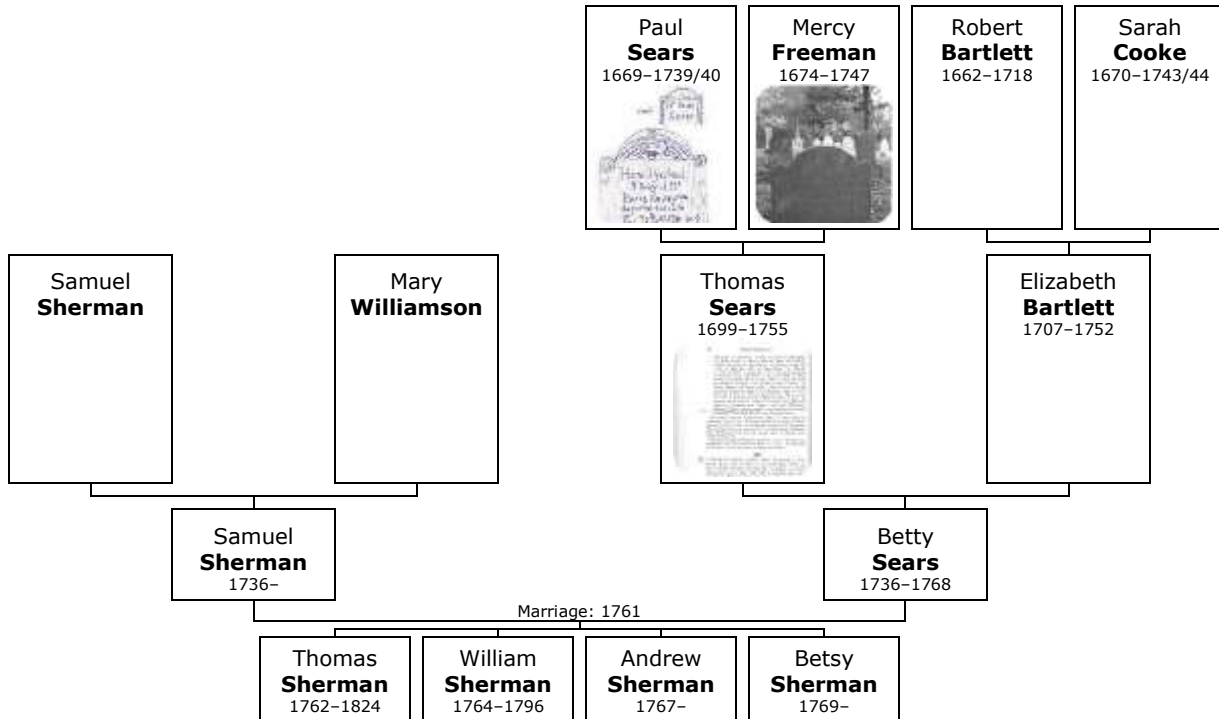 Paul
Sears
1669–1739/40
Mercy
Freeman
1674–1747
Robert
Bartlett
1662–1718
Sarah
Cooke
1670–1743/44
Samuel
Sherman
Mary
Williamson
Thomas
Sears
1699–1755
Elizabeth
Bartlett
1707–1752
Samuel
Sherman
1736–
Betty
Sears
1736–1768
Marriage: 1761
Thomas
Sherman
1762–1824
William
Sherman
1764–1796
Andrew
Sherman
1767–
Betsy
Sherman
1769–